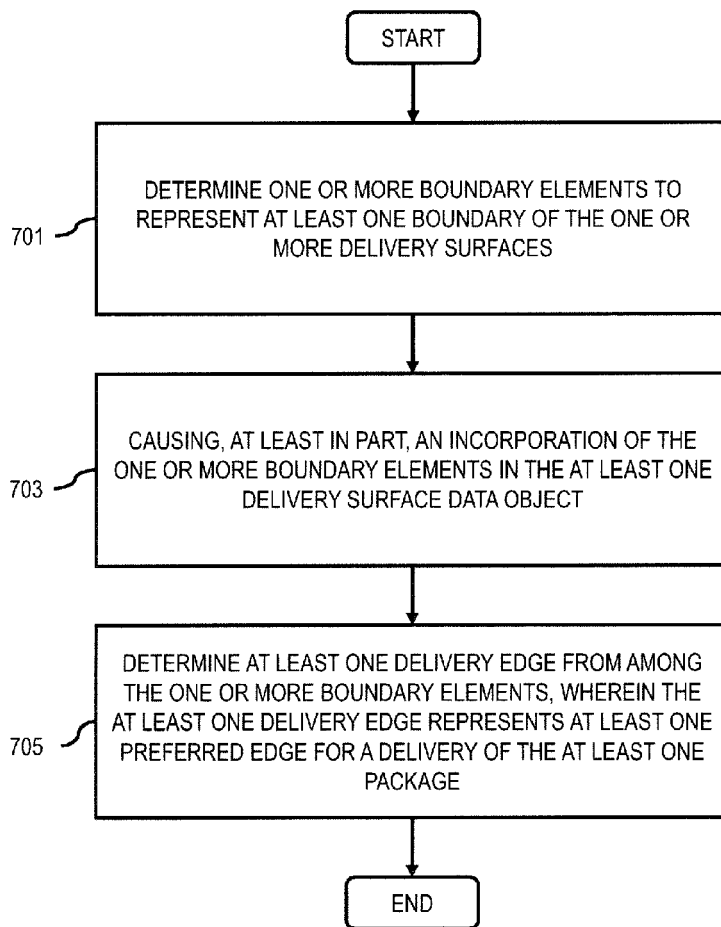 START
DETERMINE ONE OR MORE BOUNDARY ELEMENTS TO
REPRESENT AT LEAST ONE BOUNDARY OF THE ONE OR
MORE DELIVERY SURFACES
701
CAUSING, AT LEAST IN PART, AN INCORPORATION OF THE
ONE OR MORE BOUNDARY ELEMENTS IN THE AT LEAST ONE
DELIVERY SURFACE DATA OBJECT
703
DETERMINE AT LEAST ONE DELIVERY EDGE FROM AMONG
THE ONE OR MORE BOUNDARY ELEMENTS, WHEREIN THE
AT LEAST ONE DELIVERY EDGE REPRESENTS AT LEAST ONE
PREFERRED EDGE FOR A DELIVERY OF THE AT LEAST ONE
PACKAGE
705
END